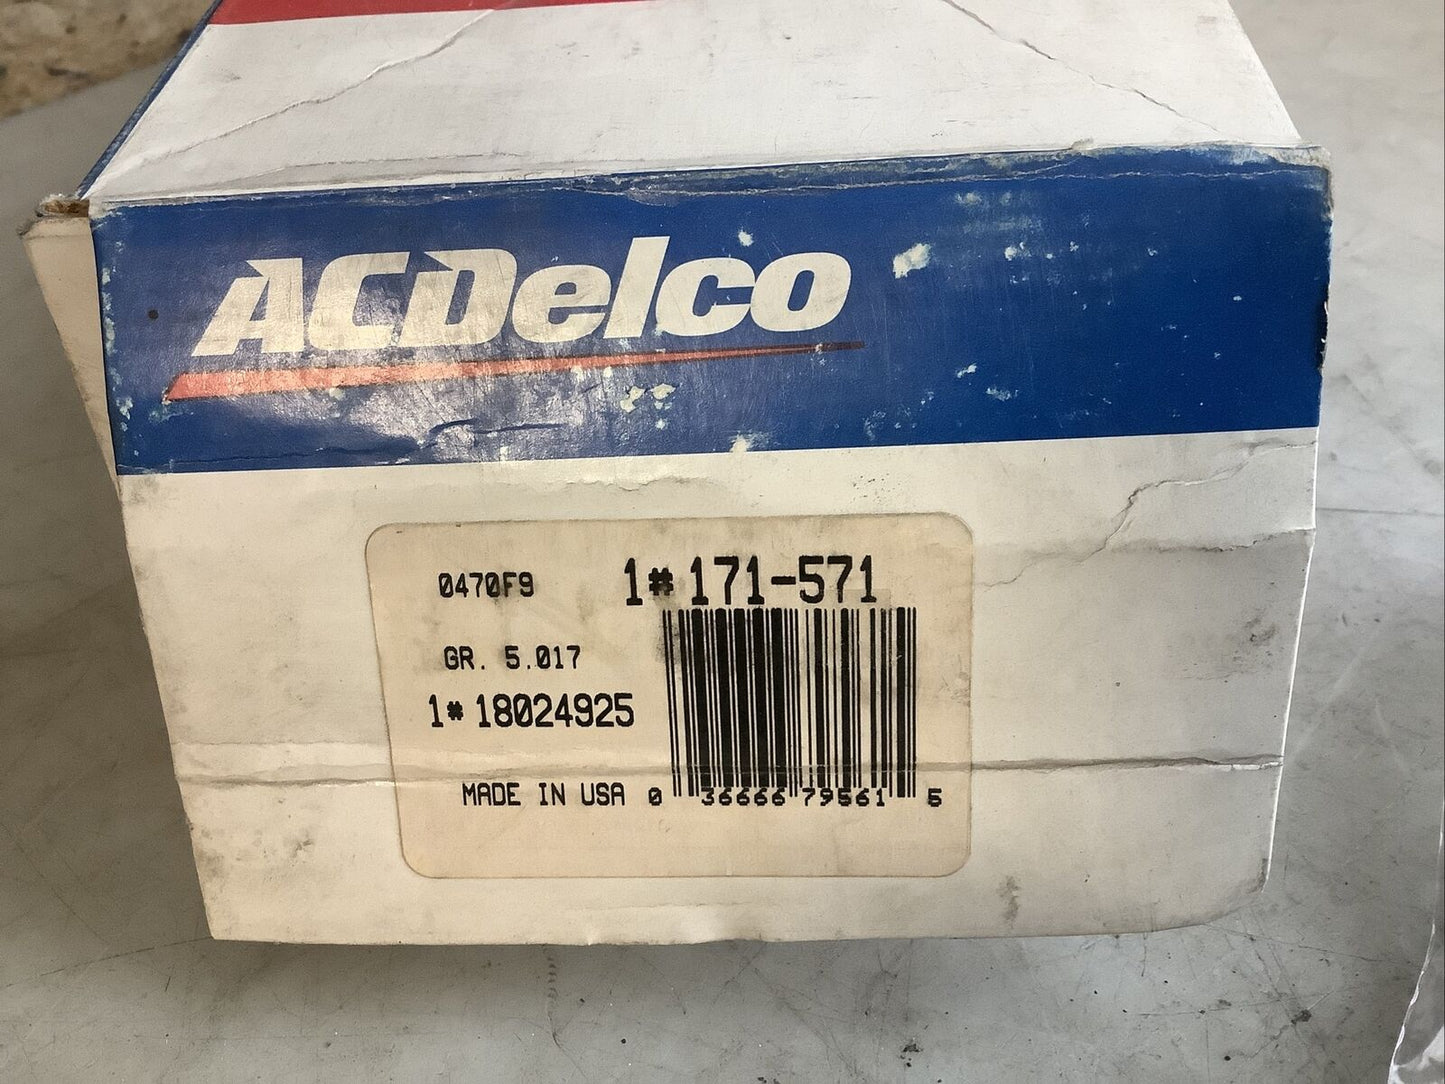 ACDelco
0470F9 1# 171-571
GR. 5.017
1# 18024925
MADE IN USA 0 36666 79561 5